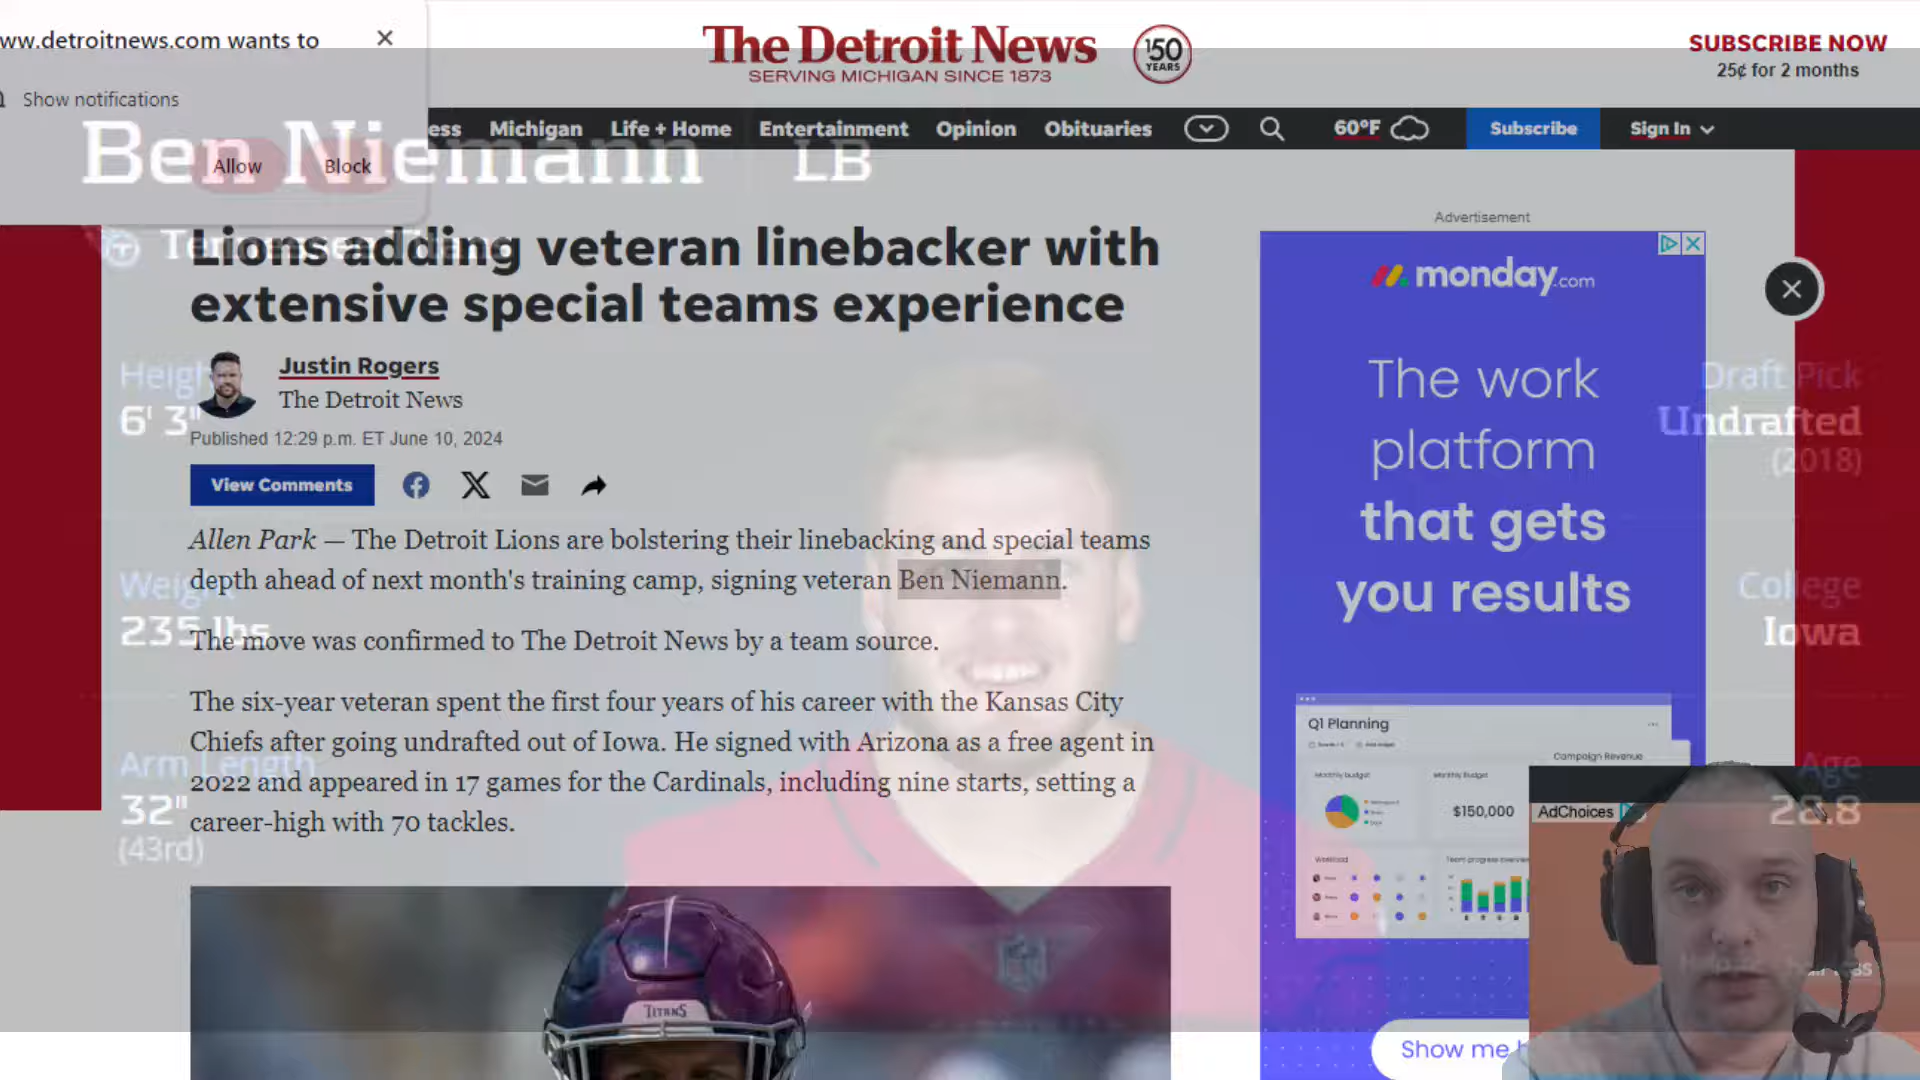 ww.detroitnews.com wants to
Show notifications
Allow
Block
The Detroit News
SERVING MICHIGAN SINCE 1873
150
YEARS
SUBSCRIBE NOW
25¢ for 2 months
ess Michigan Life + Home Entertainment Opinion Obituaries 60°F Subscribe Sign In
Ben Niemann LB
Tennessee Titans
Lions adding veteran linebacker with
extensive special teams experience
Justin Rogers
The Detroit News
Published 12:29 p.m. ET June 10, 2024
View Comments
Allen Park — The Detroit Lions are bolstering their linebacking and special teams
depth ahead of next month's training camp, signing veteran Ben Niemann.
The move was confirmed to The Detroit News by a team source.
The six-year veteran spent the first four years of his career with the Kansas City
Chiefs after going undrafted out of Iowa. He signed with Arizona as a free agent in
2022 and appeared in 17 games for the Cardinals, including nine starts, setting a
career-high with 70 tackles.
Height
6' 3"
Weight
235 lbs
Arm Length
32"
(43rd)
Draft Pick
Undrafted
(2018)
College
Iowa
Age
28.8
TITANS
NFL
Advertisement
monday.com
The work
platform
that gets
you results
Q1 Planning
Campaign Revenue
Monthly budget
Monthly Budget
$150,000
Workload
Team progress overview
AdChoices
Show me